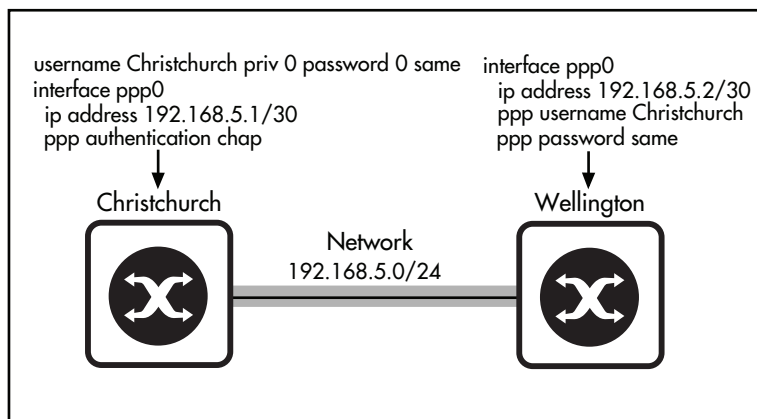 username Christchurch priv 0 password 0 same
interface ppp0
ip address 192.168.5.1/30
ppp authentication chap
interface ppp0
ip address 192.168.5.2/30
ppp username Christchurch
ppp password same
Christchurch
Wellington
Network
192.168.5.0/24